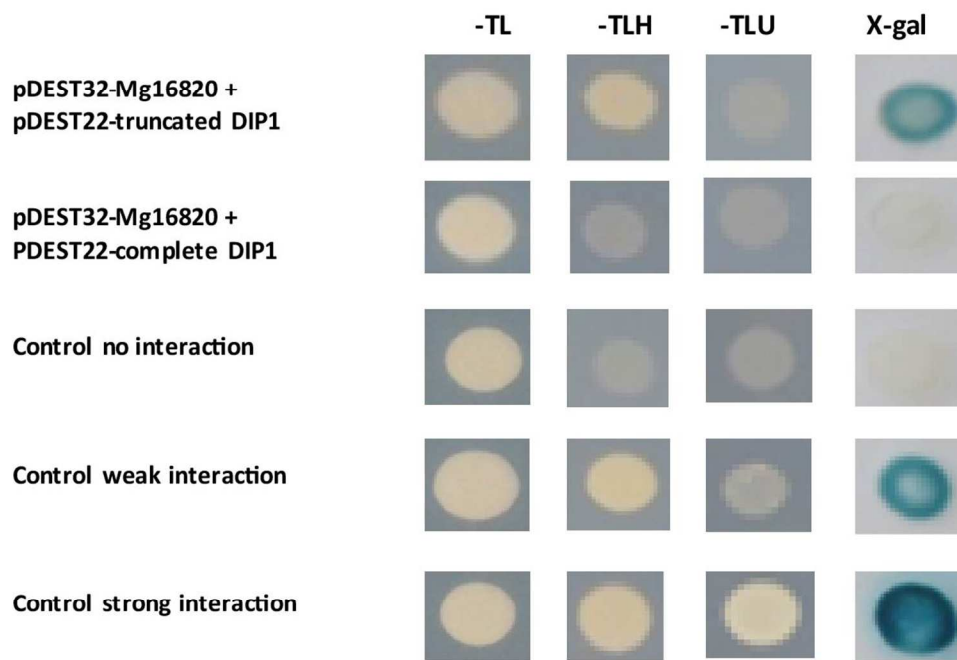 -TL -TLH -TLU X-gal
pDEST32-Mg16820 +
pDEST22-truncated DIP1
pDEST32-Mg16820 +
PDEST22-complete DIP1
Control no interaction
Control weak interaction
Control strong interaction